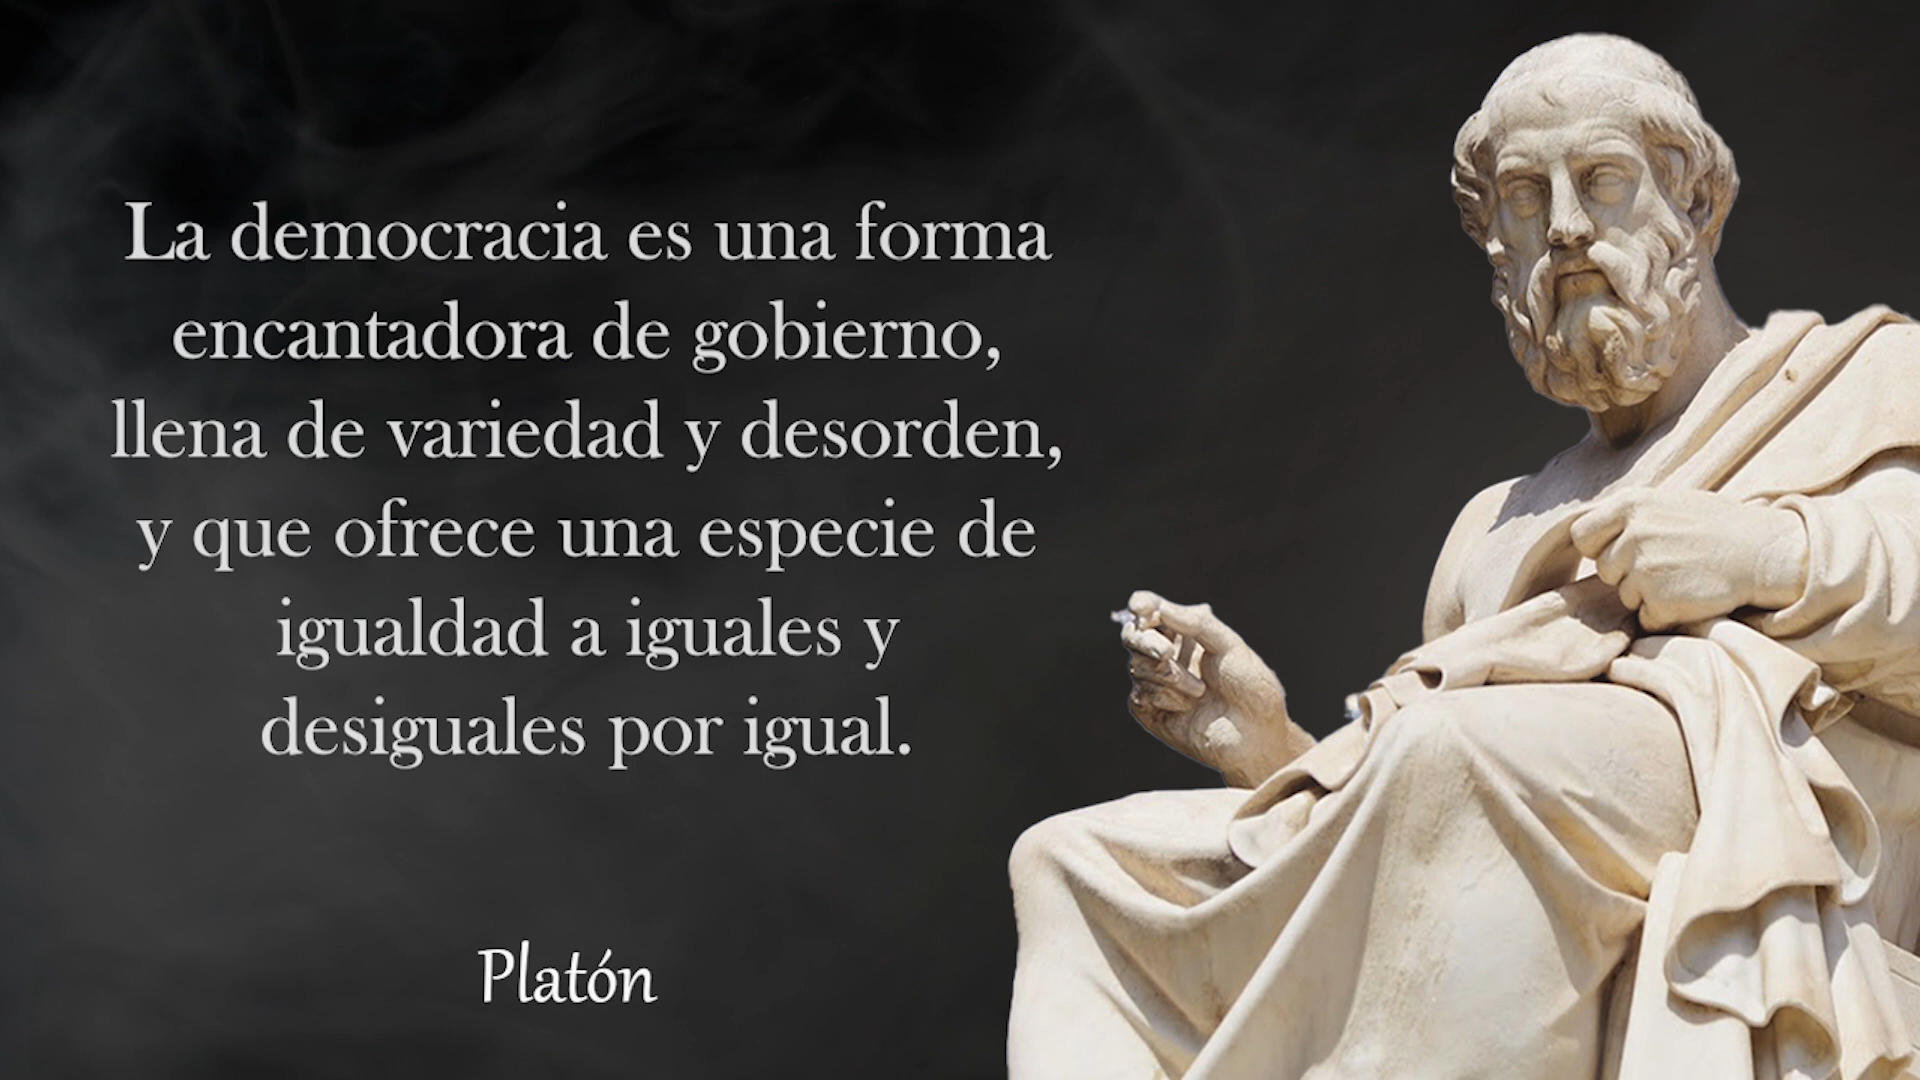 La democracia es una forma
encantadora de gobierno,
llena de variedad y desorden,
y que ofrece una especie de
igualdad a iguales y
desiguales por igual.
Platón